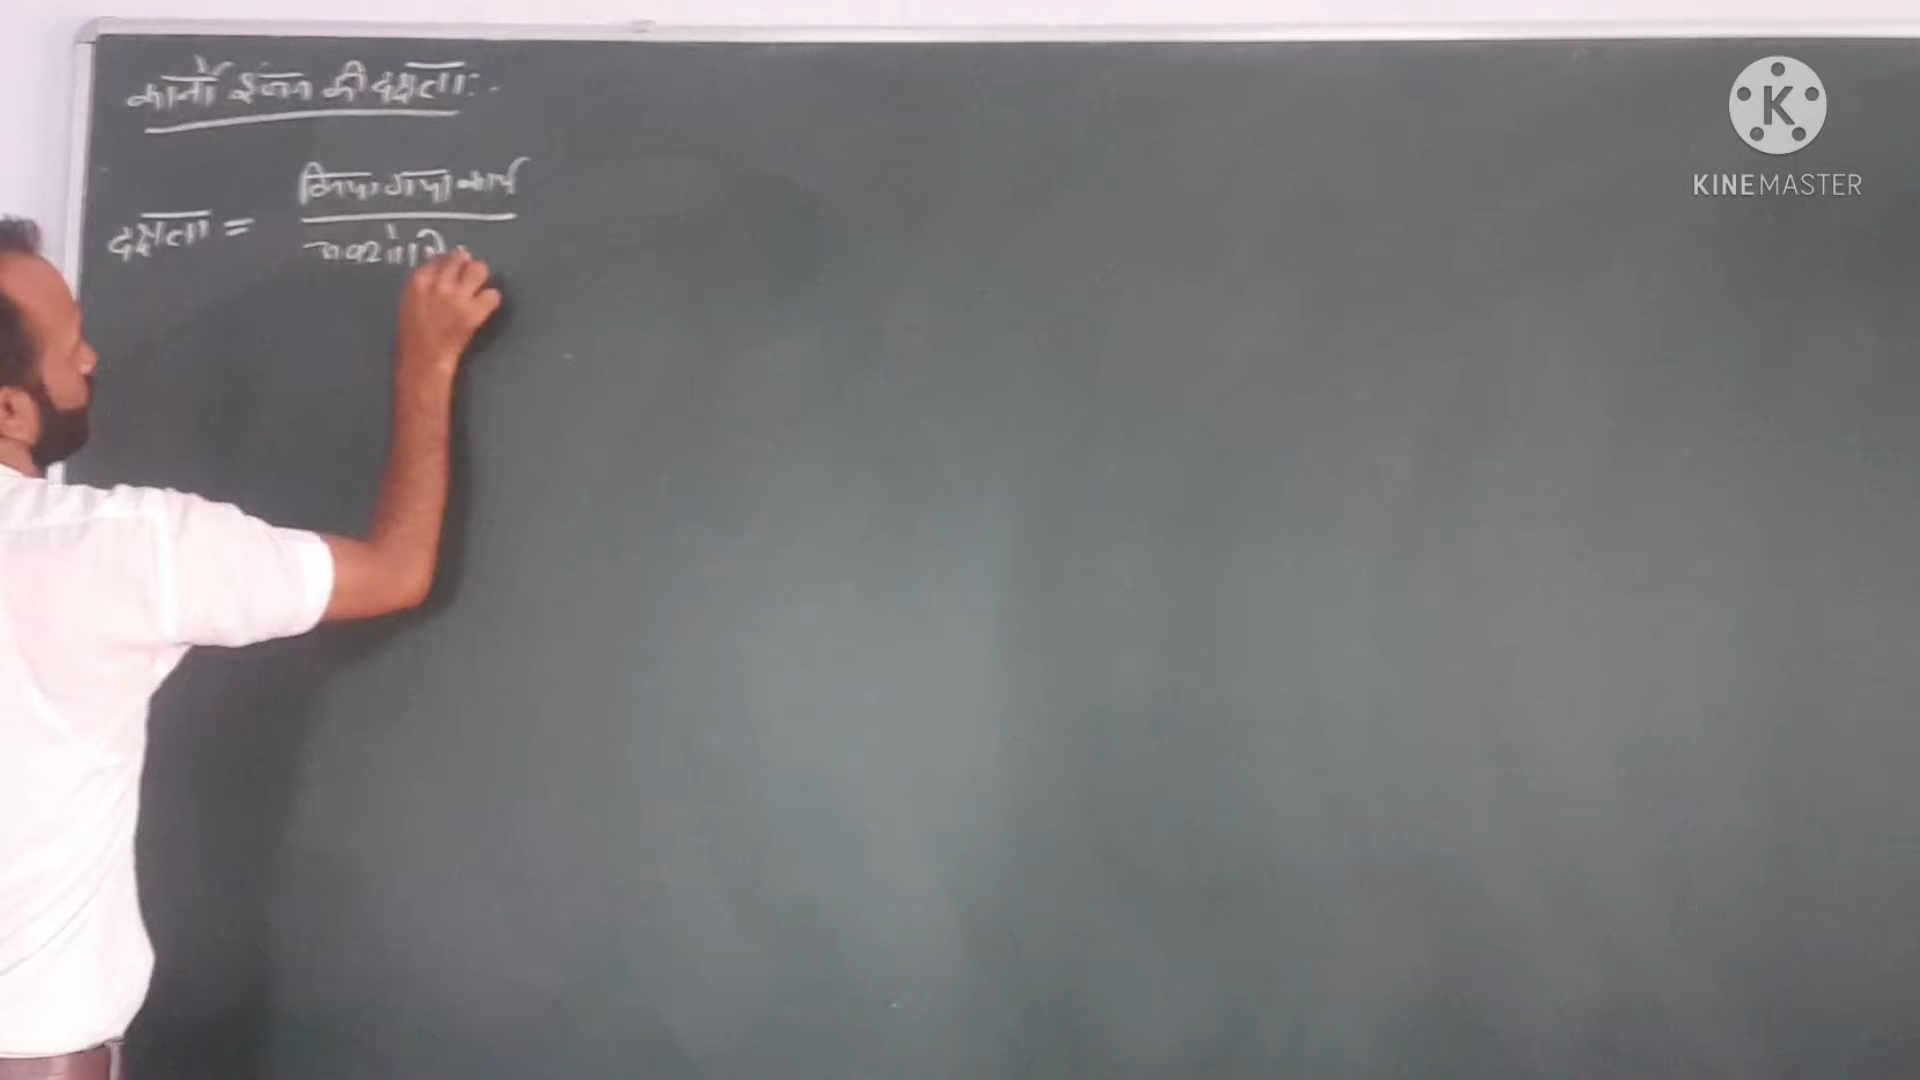 कार्नो इंजन की दक्षता :-
दक्षता = किया गया कार्य
K
KINEMASTER